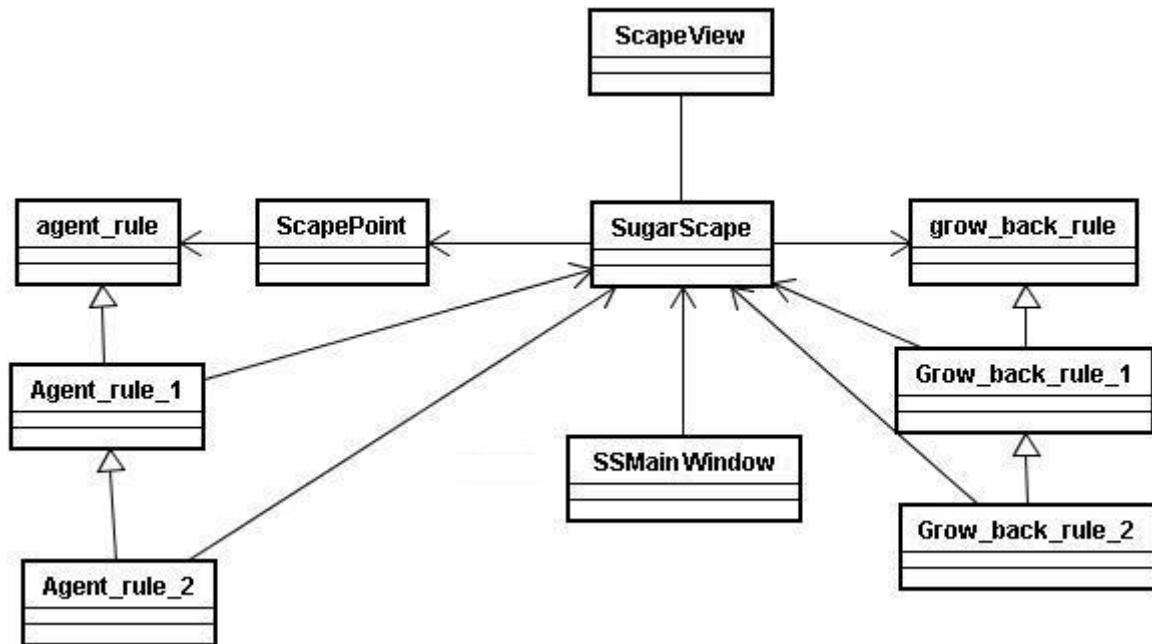 ScapeView
agent_rule
ScapePoint
SugarScape
grow_back_rule
Agent_rule_1
Grow_back_rule_1
SSMainWindow
Grow_back_rule_2
Agent_rule_2